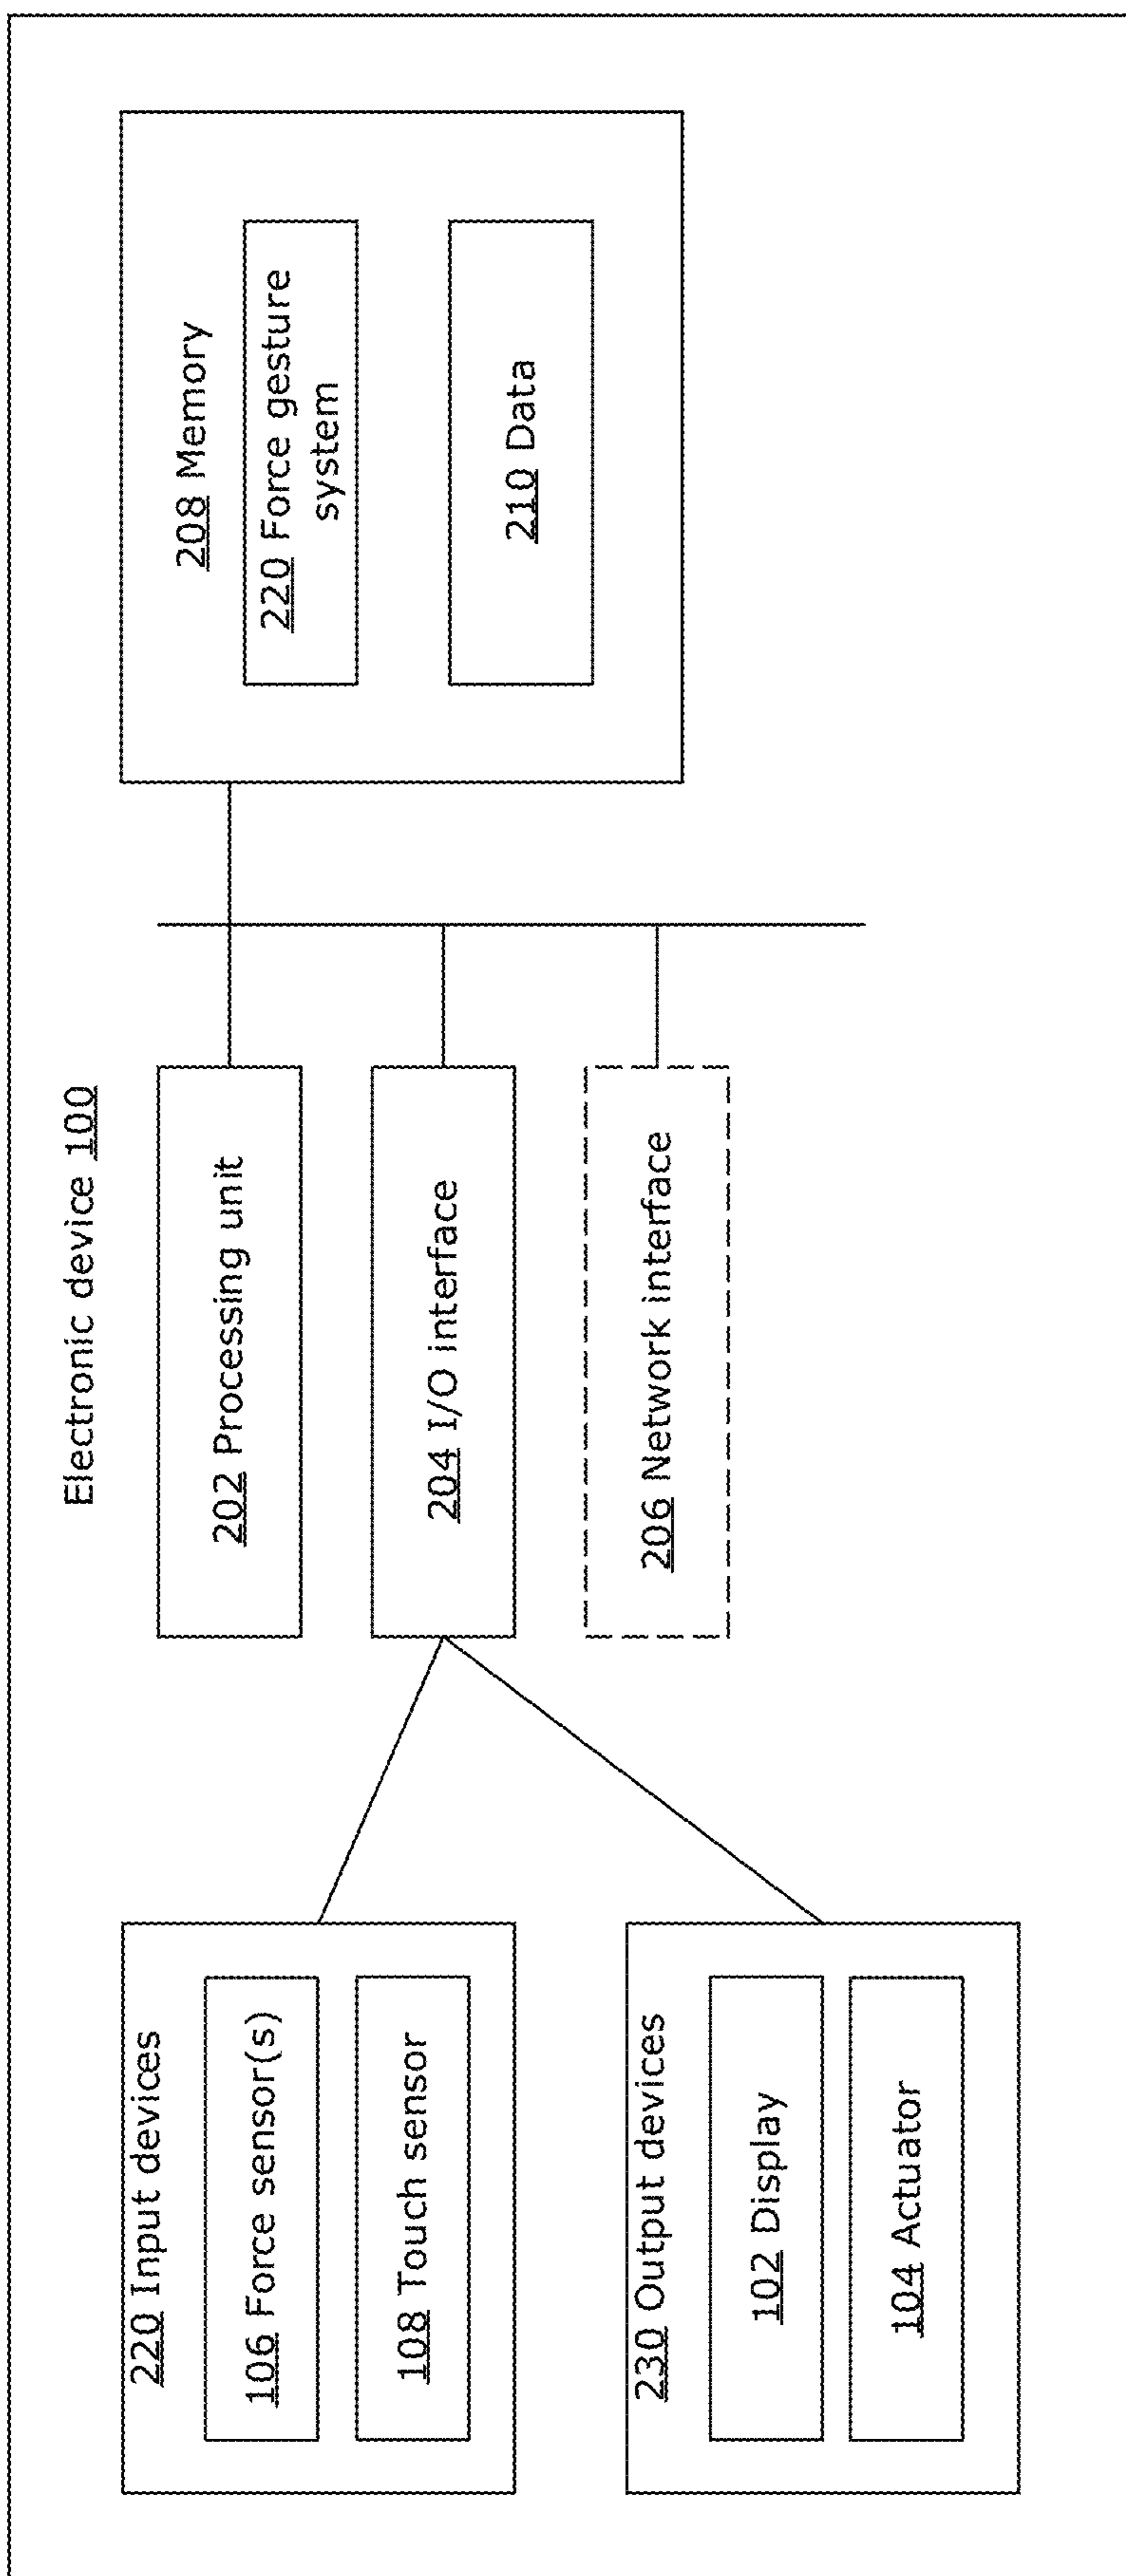 Electronic device 100
220 Input devices
106 Force sensor(s)
108 Touch sensor
230 Output devices
102 Display
104 Actuator
202 Processing unit
204 I/O interface
206 Network interface
208 Memory
220 Force gesture
system
210 Data